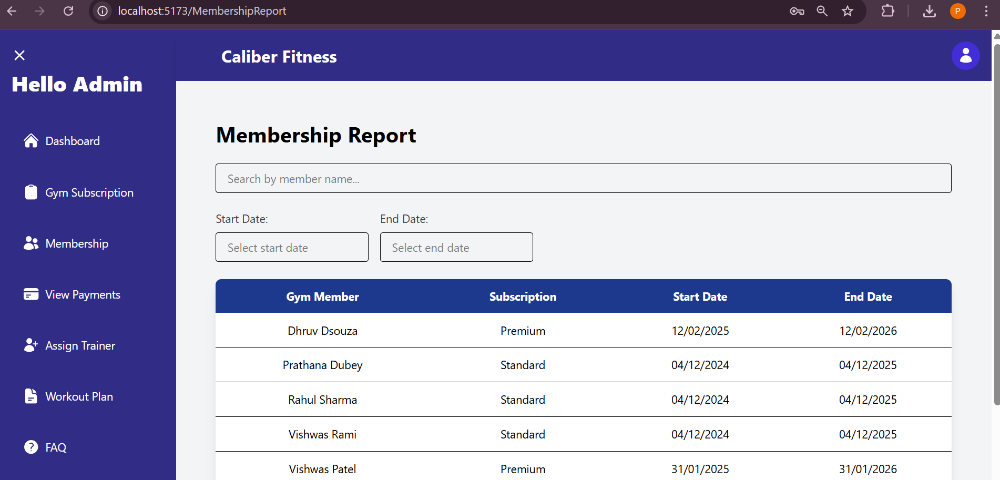 localhost:5173/MembershipReport
P
Caliber Fitness
Hello Admin
Dashboard
Gym Subscription
Membership
View Payments
Assign Trainer
Workout Plan
? FAQ
Membership Report
Search by member name...
Start Date: End Date:
Select start date Select end date
Gym Member Subscription Start Date End Date
Dhruv Dsouza Premium 12/02/2025 12/02/2026
Prathana Dubey Standard 04/12/2024 04/12/2025
Rahul Sharma Standard 04/12/2024 04/12/2025
Vishwas Rami Standard 04/12/2024 04/12/2025
Vishwas Patel Premium 31/01/2025 31/01/2026